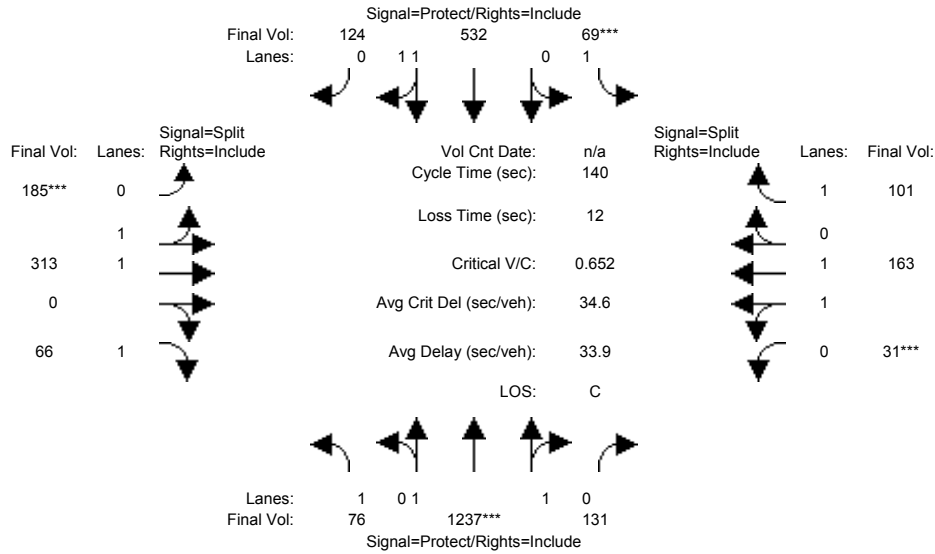 Signal=Protect/Rights=Include
Final Vol: 124 532 69***
Lanes: 0 1 1 0 1
Signal=Split
Final Vol: Lanes: Rights=Include
Vol Cnt Date: n/a
Signal=Split
Rights=Include Lanes: Final Vol:
Cycle Time (sec): 140
185*** 0
1 101
Loss Time (sec): 12
1
0
313 1
Critical V/C: 0.652
1 163
0
Avg Crit Del (sec/veh): 34.6
1
66 1
Avg Delay (sec/veh): 33.9
0 31***
LOS: C
Lanes: 1 0 1 1 0
Final Vol: 76 1237*** 131
Signal=Protect/Rights=Include